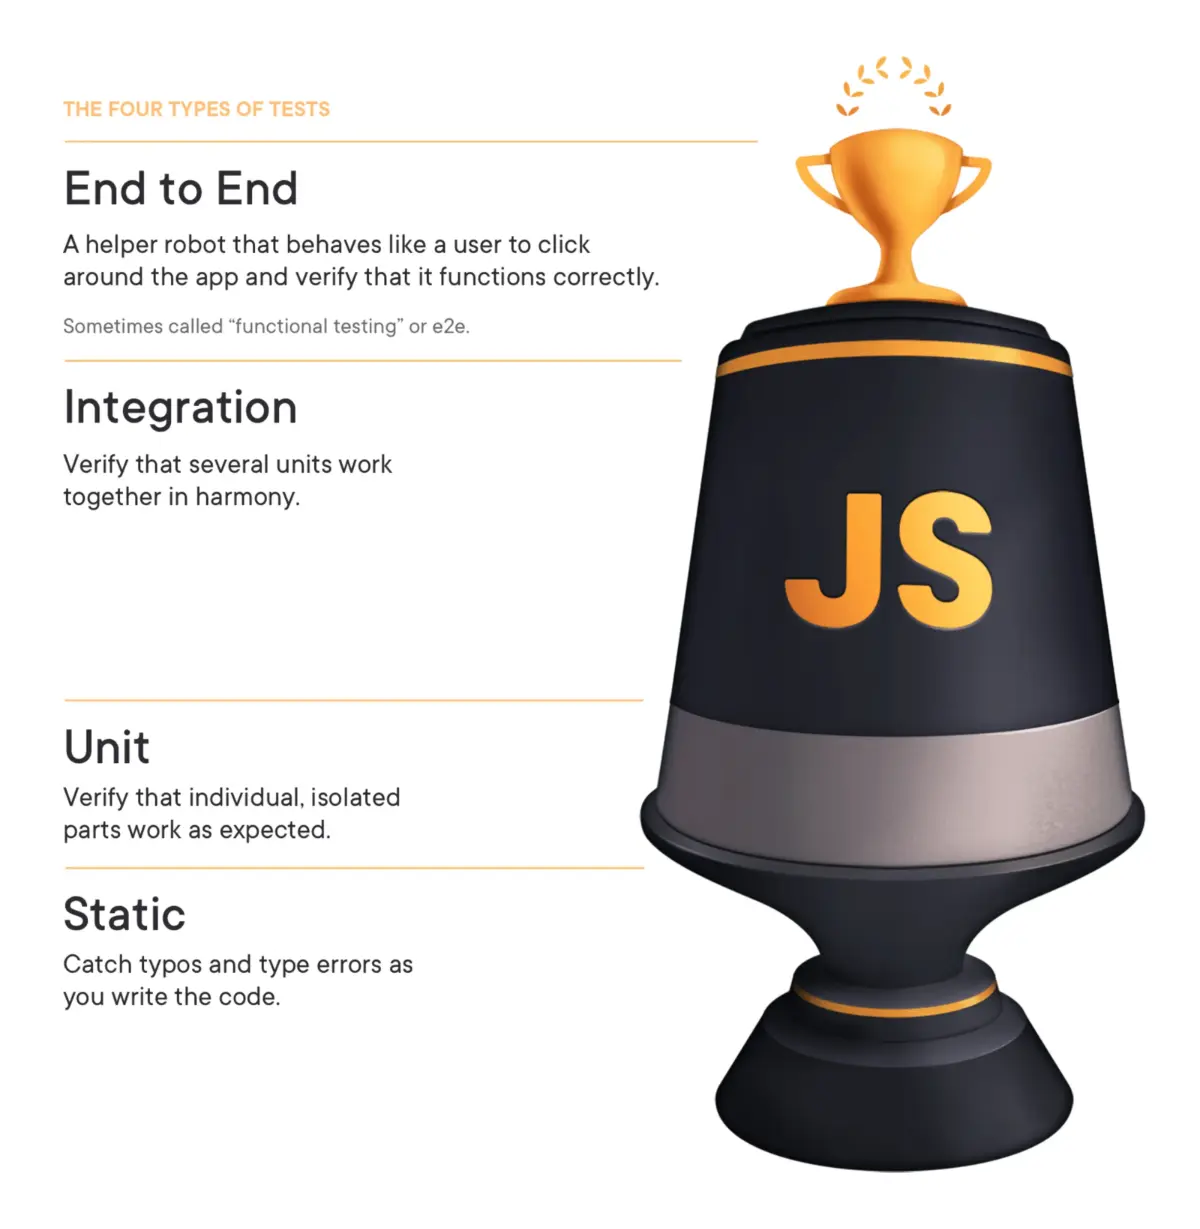 THE FOUR TYPES OF TESTS
End to End
A helper robot that behaves like a user to click
around the app and verify that it functions correctly.
Sometimes called “functional testing” or e2e.
Integration
Verify that several units work
together in harmony.
JS
Unit
Verify that individual, isolated
parts work as expected.
Static
Catch typos and type errors as
you write the code.